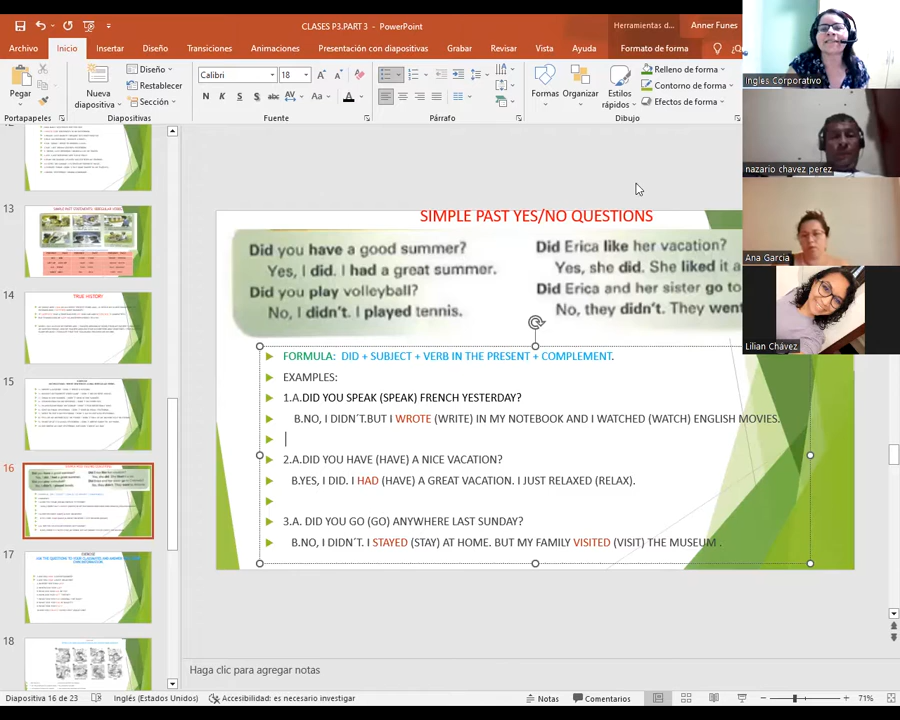 CLASES P3.PART 3 - PowerPoint
Herramientas d...
Anner Funes
Archivo
Inicio
Insertar
Diseño
Transiciones
Animaciones
Presentación con diapositivas
Grabar
Revisar
Vista
Ayuda
Formato de forma
Pegar
Nueva
diapositiva
Diseño
Restablecer
Sección
Calibri
18
N
K
S
S
abc
AV
Aa
A
Formas
Organizar
Estilos
rápidos
Relleno de forma
Contorno de forma
Efectos de forma
Portapapeles
Diapositivas
Fuente
Párrafo
Dibujo
Ingles Corporativo
nazario chavez perez
Ana Garcia
Lilian Chávez
13
14
TRUE HISTORY
15
16
17
EXERCISE
18
SIMPLE PAST YES/NO QUESTIONS
Did you have a good summer?
Yes, I did. I had a great summer.
Did you play volleyball?
No, I didn't. I played tennis.
Did Erica like her vacation?
Yes, she did. She liked it a
Did Erica and her sister go to
No, they didn't. They went
FORMULA: DID + SUBJECT + VERB IN THE PRESENT + COMPLEMENT.
EXAMPLES:
1.A.DID YOU SPEAK (SPEAK) FRENCH YESTERDAY?
B.NO, I DIDN´T.BUT I WROTE (WRITE) IN MY NOTEBOOK AND I WATCHED (WATCH) ENGLISH MOVIES.
2.A.DID YOU HAVE (HAVE) A NICE VACATION?
B.YES, I DID. I HAD (HAVE) A GREAT VACATION. I JUST RELAXED (RELAX).
3.A. DID YOU GO (GO) ANYWHERE LAST SUNDAY?
B.NO, I DIDN´T. I STAYED (STAY) AT HOME. BUT MY FAMILY VISITED (VISIT) THE MUSEUM .
Haga clic para agregar notas
Diapositiva 16 de 23
Inglés (Estados Unidos)
Accesibilidad: es necesario investigar
Notas
Comentarios
71%